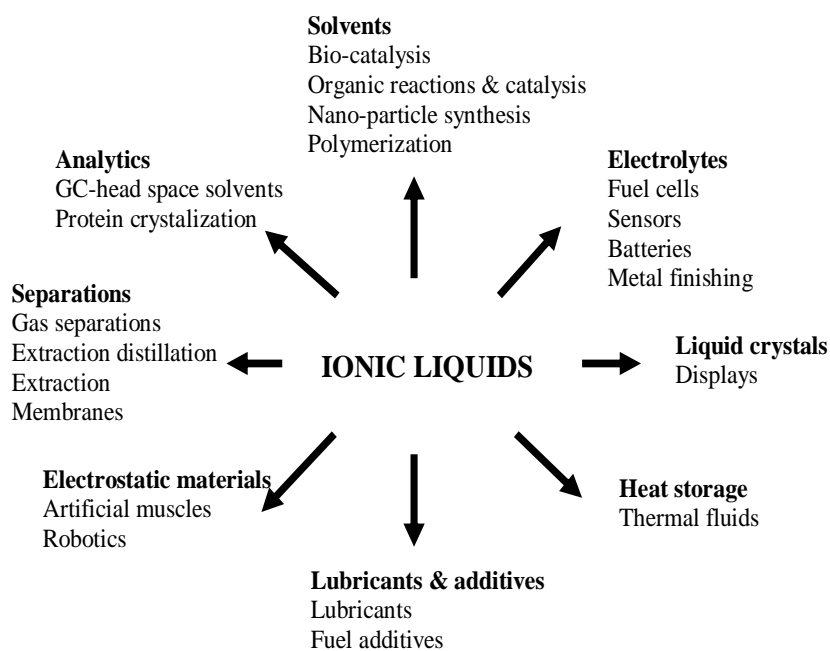 Solvents
Bio-catalysis
Organic reactions & catalysis
Nano-particle synthesis
Polymerization
Analytics
GC-head space solvents
Protein crystalization
Electrolytes
Fuel cells
Sensors
Batteries
Metal finishing
Separations
Gas separations
Extraction distillation
Extraction
Membranes
IONIC LIQUIDS
Liquid crystals
Displays
Electrostatic materials
Artificial muscles
Robotics
Heat storage
Thermal fluids
Lubricants & additives
Lubricants
Fuel additives